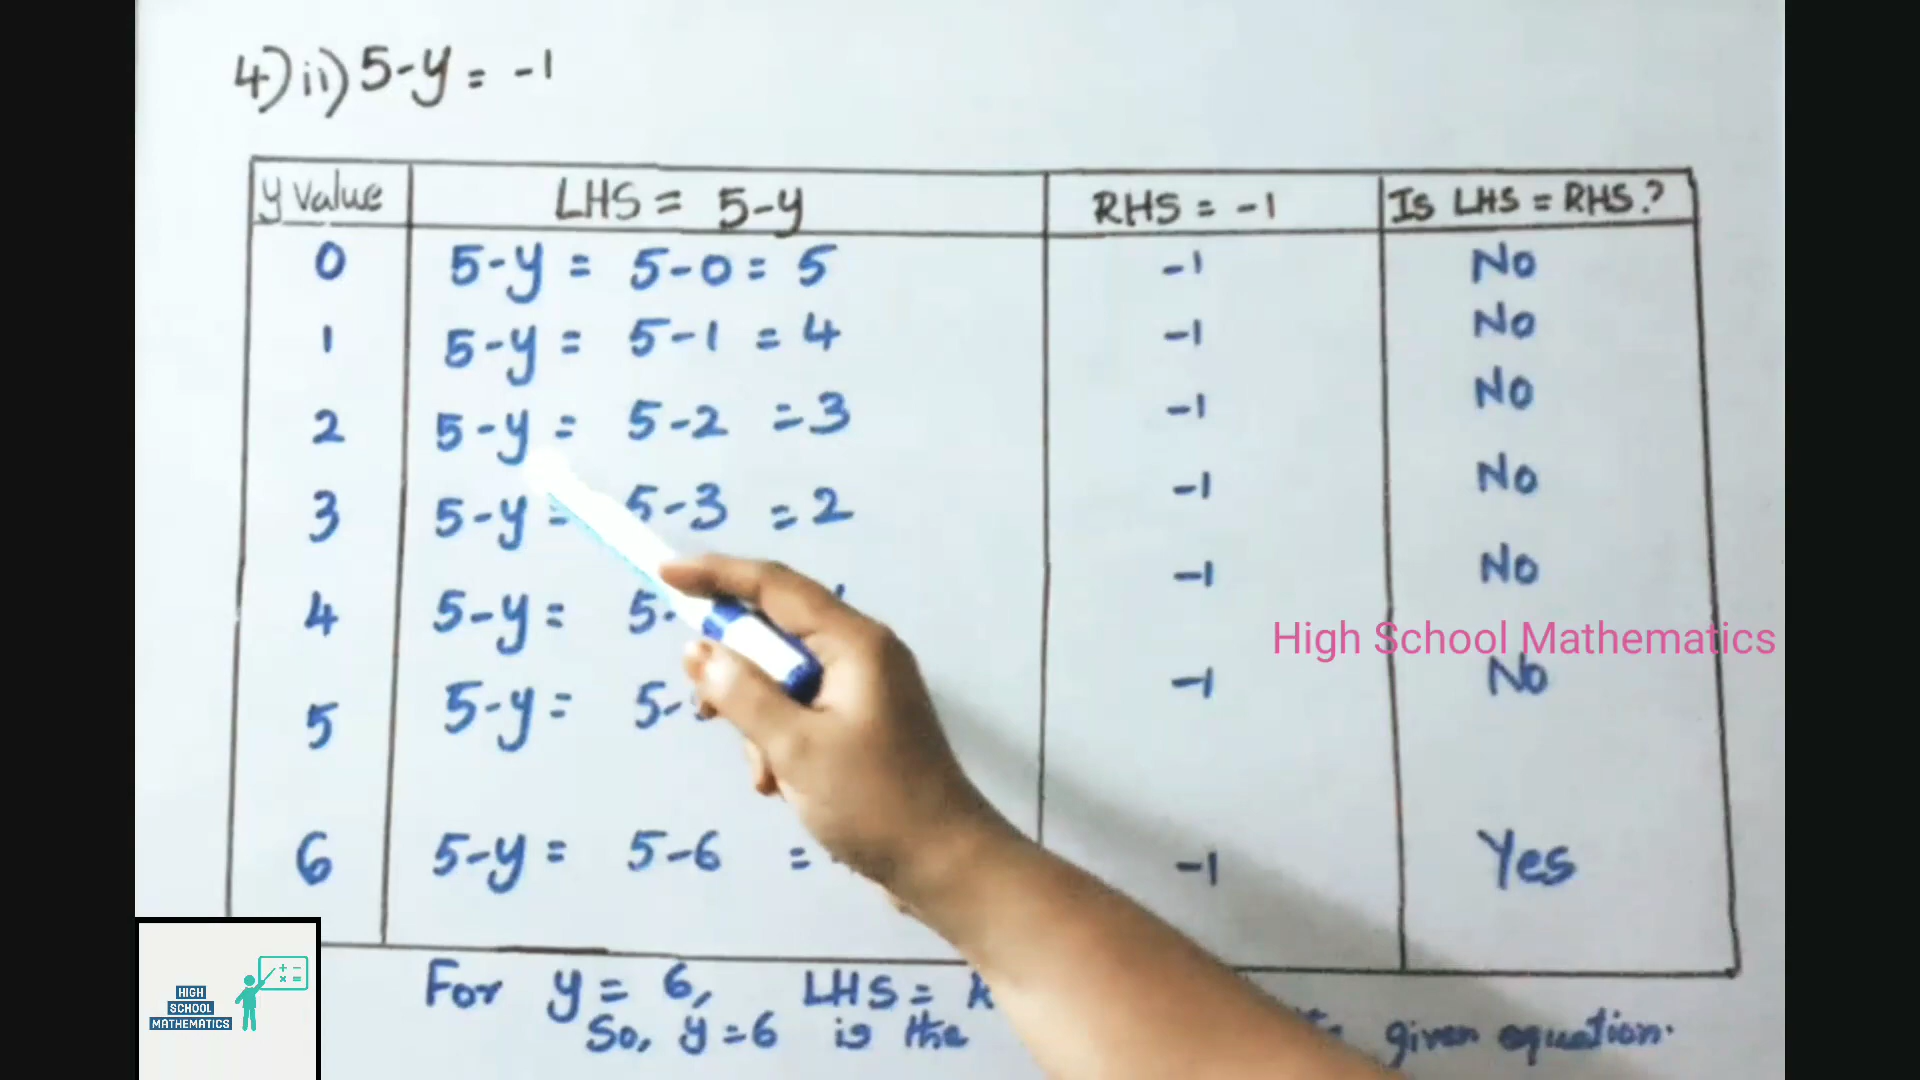 4) ii) 5-y = -1
y Value LHS = 5-y RHS = -1 Is LHS = RHS?
0 5-y = 5-0 = 5 -1 No
1 5-y = 5-1 = 4 -1 No
2 5-y = 5-2 = 3 -1 No
3 5-y = 5-3 = 2 -1 No
4 5-y = 5- -1 No
High School Mathematics
5 5-y = 5- -1 No
6 5-y = 5-6 = -1 Yes
For y = 6, LHS =
So, y = 6 is the given equation.
HIGH
SCHOOL
MATHEMATICS